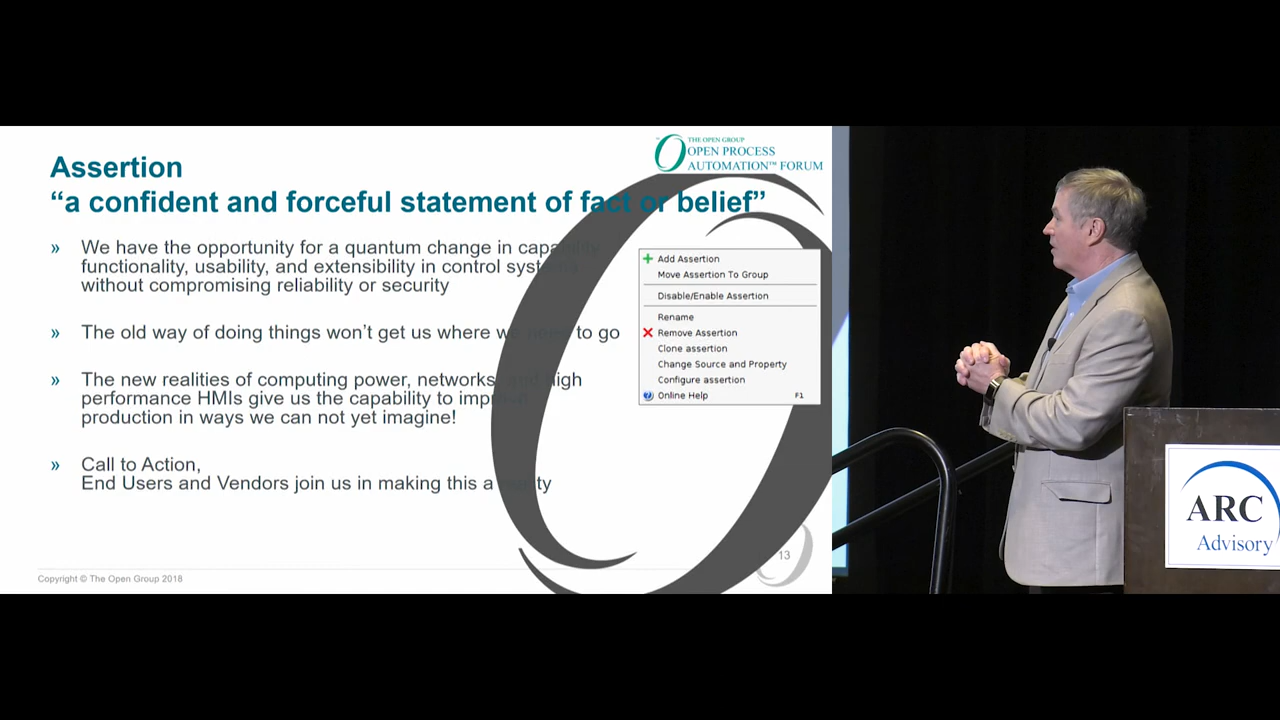 THE OPEN GROUP
OPEN PROCESS
AUTOMATION™ FORUM
Assertion
“a confident and forceful statement of fact or belief”
» We have the opportunity for a quantum change in capability
functionality, usability, and extensibility in control systems
without compromising reliability or security
» The old way of doing things won’t get us where we need to go
» The new realities of computing power, networks, and high
performance HMIs give us the capability to improve
production in ways we can not yet imagine!
» Call to Action,
End Users and Vendors join us in making this a reality
Add Assertion
Move Assertion To Group
Disable/Enable Assertion
Rename
Remove Assertion
Clone assertion
Change Source and Property
Configure assertion
Online Help F1
13
Copyright © The Open Group 2018
ARC
Advisory